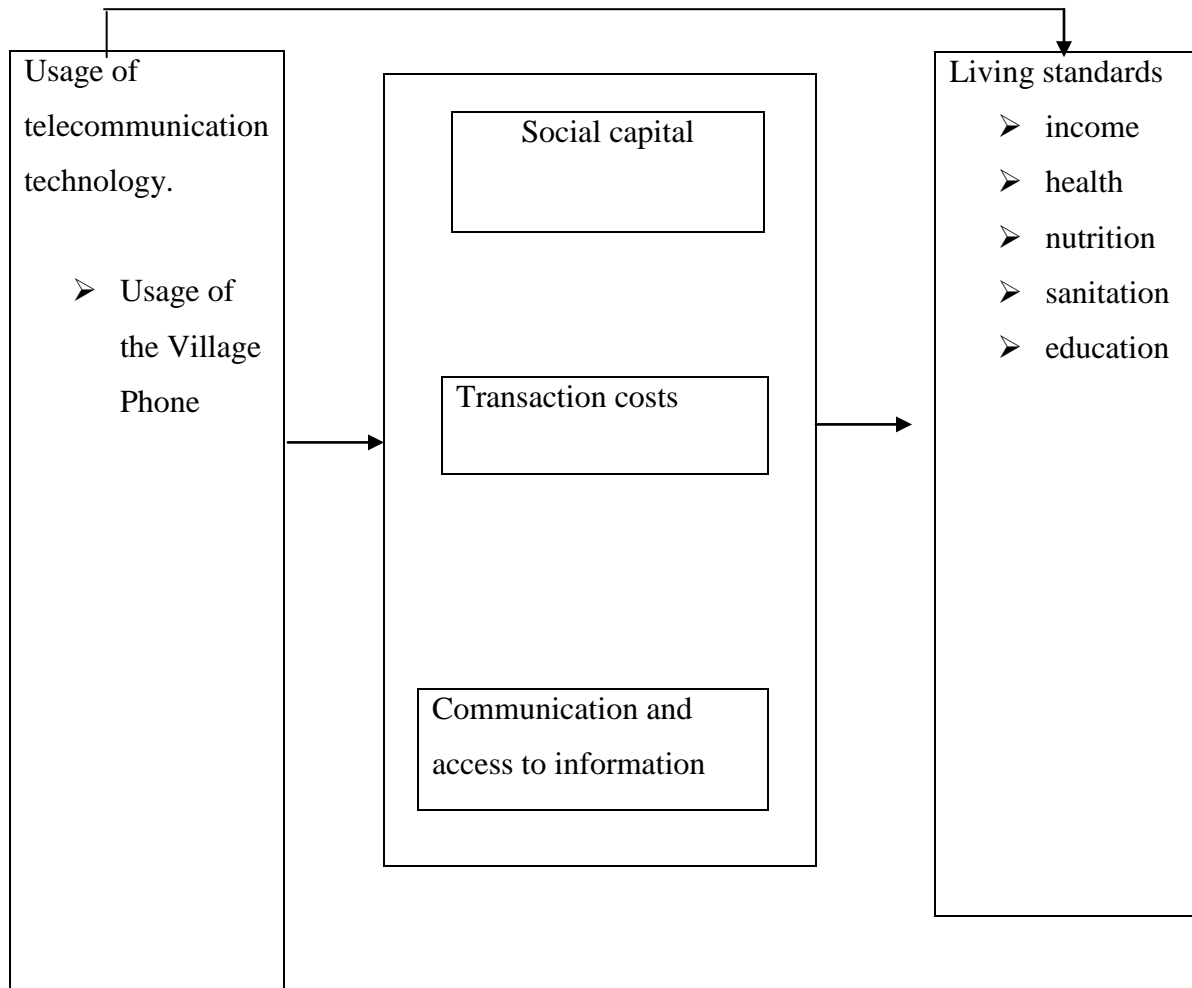 Usage of
telecommunication
technology.
➢ Usage of
the Village
Phone
Social capital
Transaction costs
Communication and
access to information
Living standards
➢ income
➢ health
➢ nutrition
➢ sanitation
➢ education